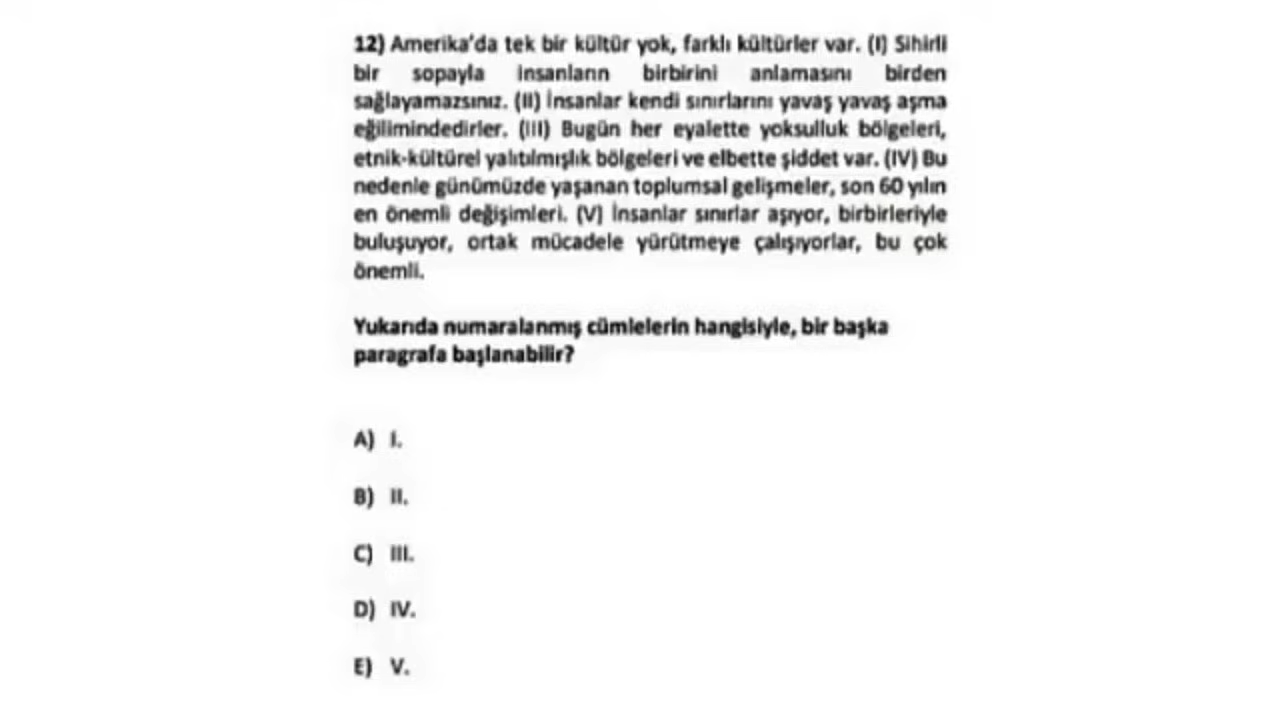 12) Amerika'da tek bir kültür yok, farklı kültürler var. (I) Sihirli
bir sopayla insanların birbirini anlamasını birden
sağlayamazsınız. (II) İnsanlar kendi sınırlarını yavaş yavaş aşma
eğilimindedirler. (III) Bugün her eyalette yoksulluk bölgeleri,
etnik-kültürel yalıtılmışlık bölgeleri ve elbette şiddet var. (IV) Bu
nedenle günümüzde yaşanan toplumsal gelişmeler, son 60 yılın
en önemli değişimleri. (V) İnsanlar sınırlar aşıyor, birbirleriyle
buluşuyor, ortak mücadele yürütmeye çalışıyorlar, bu çok
önemli.
Yukarıda numaralanmış cümlelerin hangisiyle, bir başka
paragrafa başlanabilir?
A) I.
B) II.
C) III.
D) IV.
E) V.